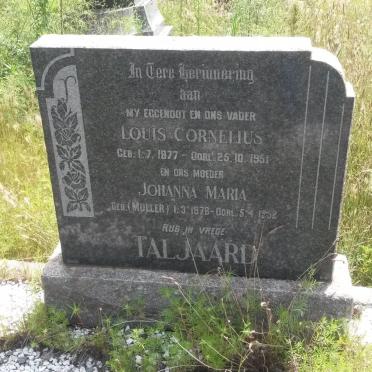 In Tere Herinnering
aan
MY EGGENOOT EN ONS VADER
LOUIS CORNELIUS
GEB. 1.7.1877 – OORL. 25.10.1951
EN ONS MOEDER
JOHANNA MARIA
GEB. (MULLER) 1.3.1878 - OORL. 5.4.1952
RUS IN VREDE
TALJAARD